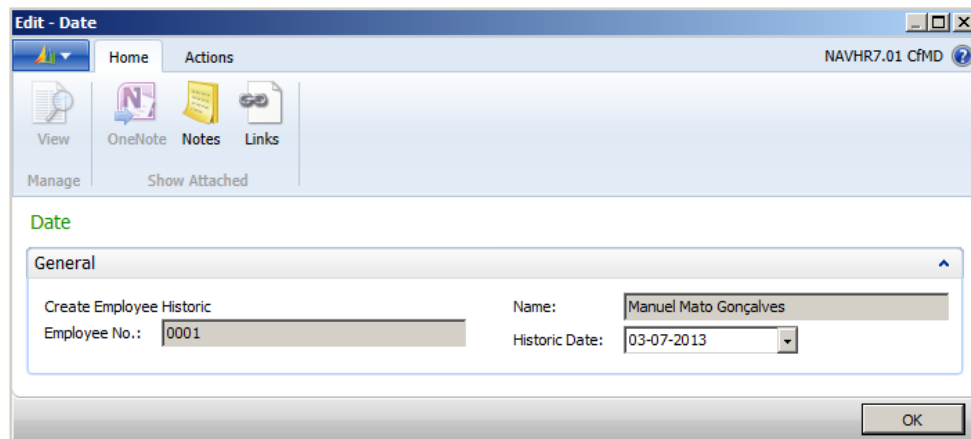 Edit - Date
Home Actions NAVHR7.01 CfMD
View OneNote Notes Links
Manage Show Attached
Date
General
Create Employee Historic Name: Manuel Mato Gonçalves
Employee No.: 0001 Historic Date: 03-07-2013
OK